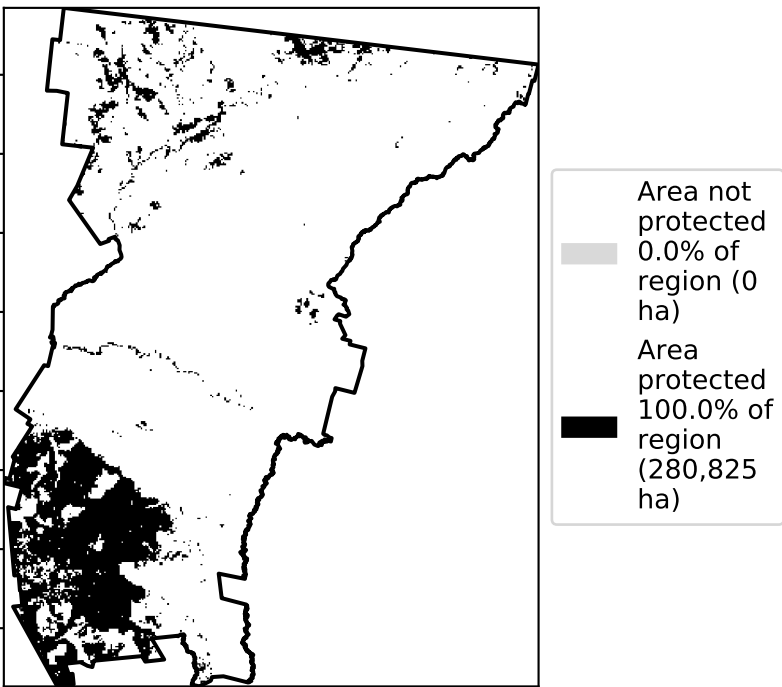 Area not
protected
0.0% of
region (0
ha)
Area
protected
100.0% of
region
(280,825
ha)